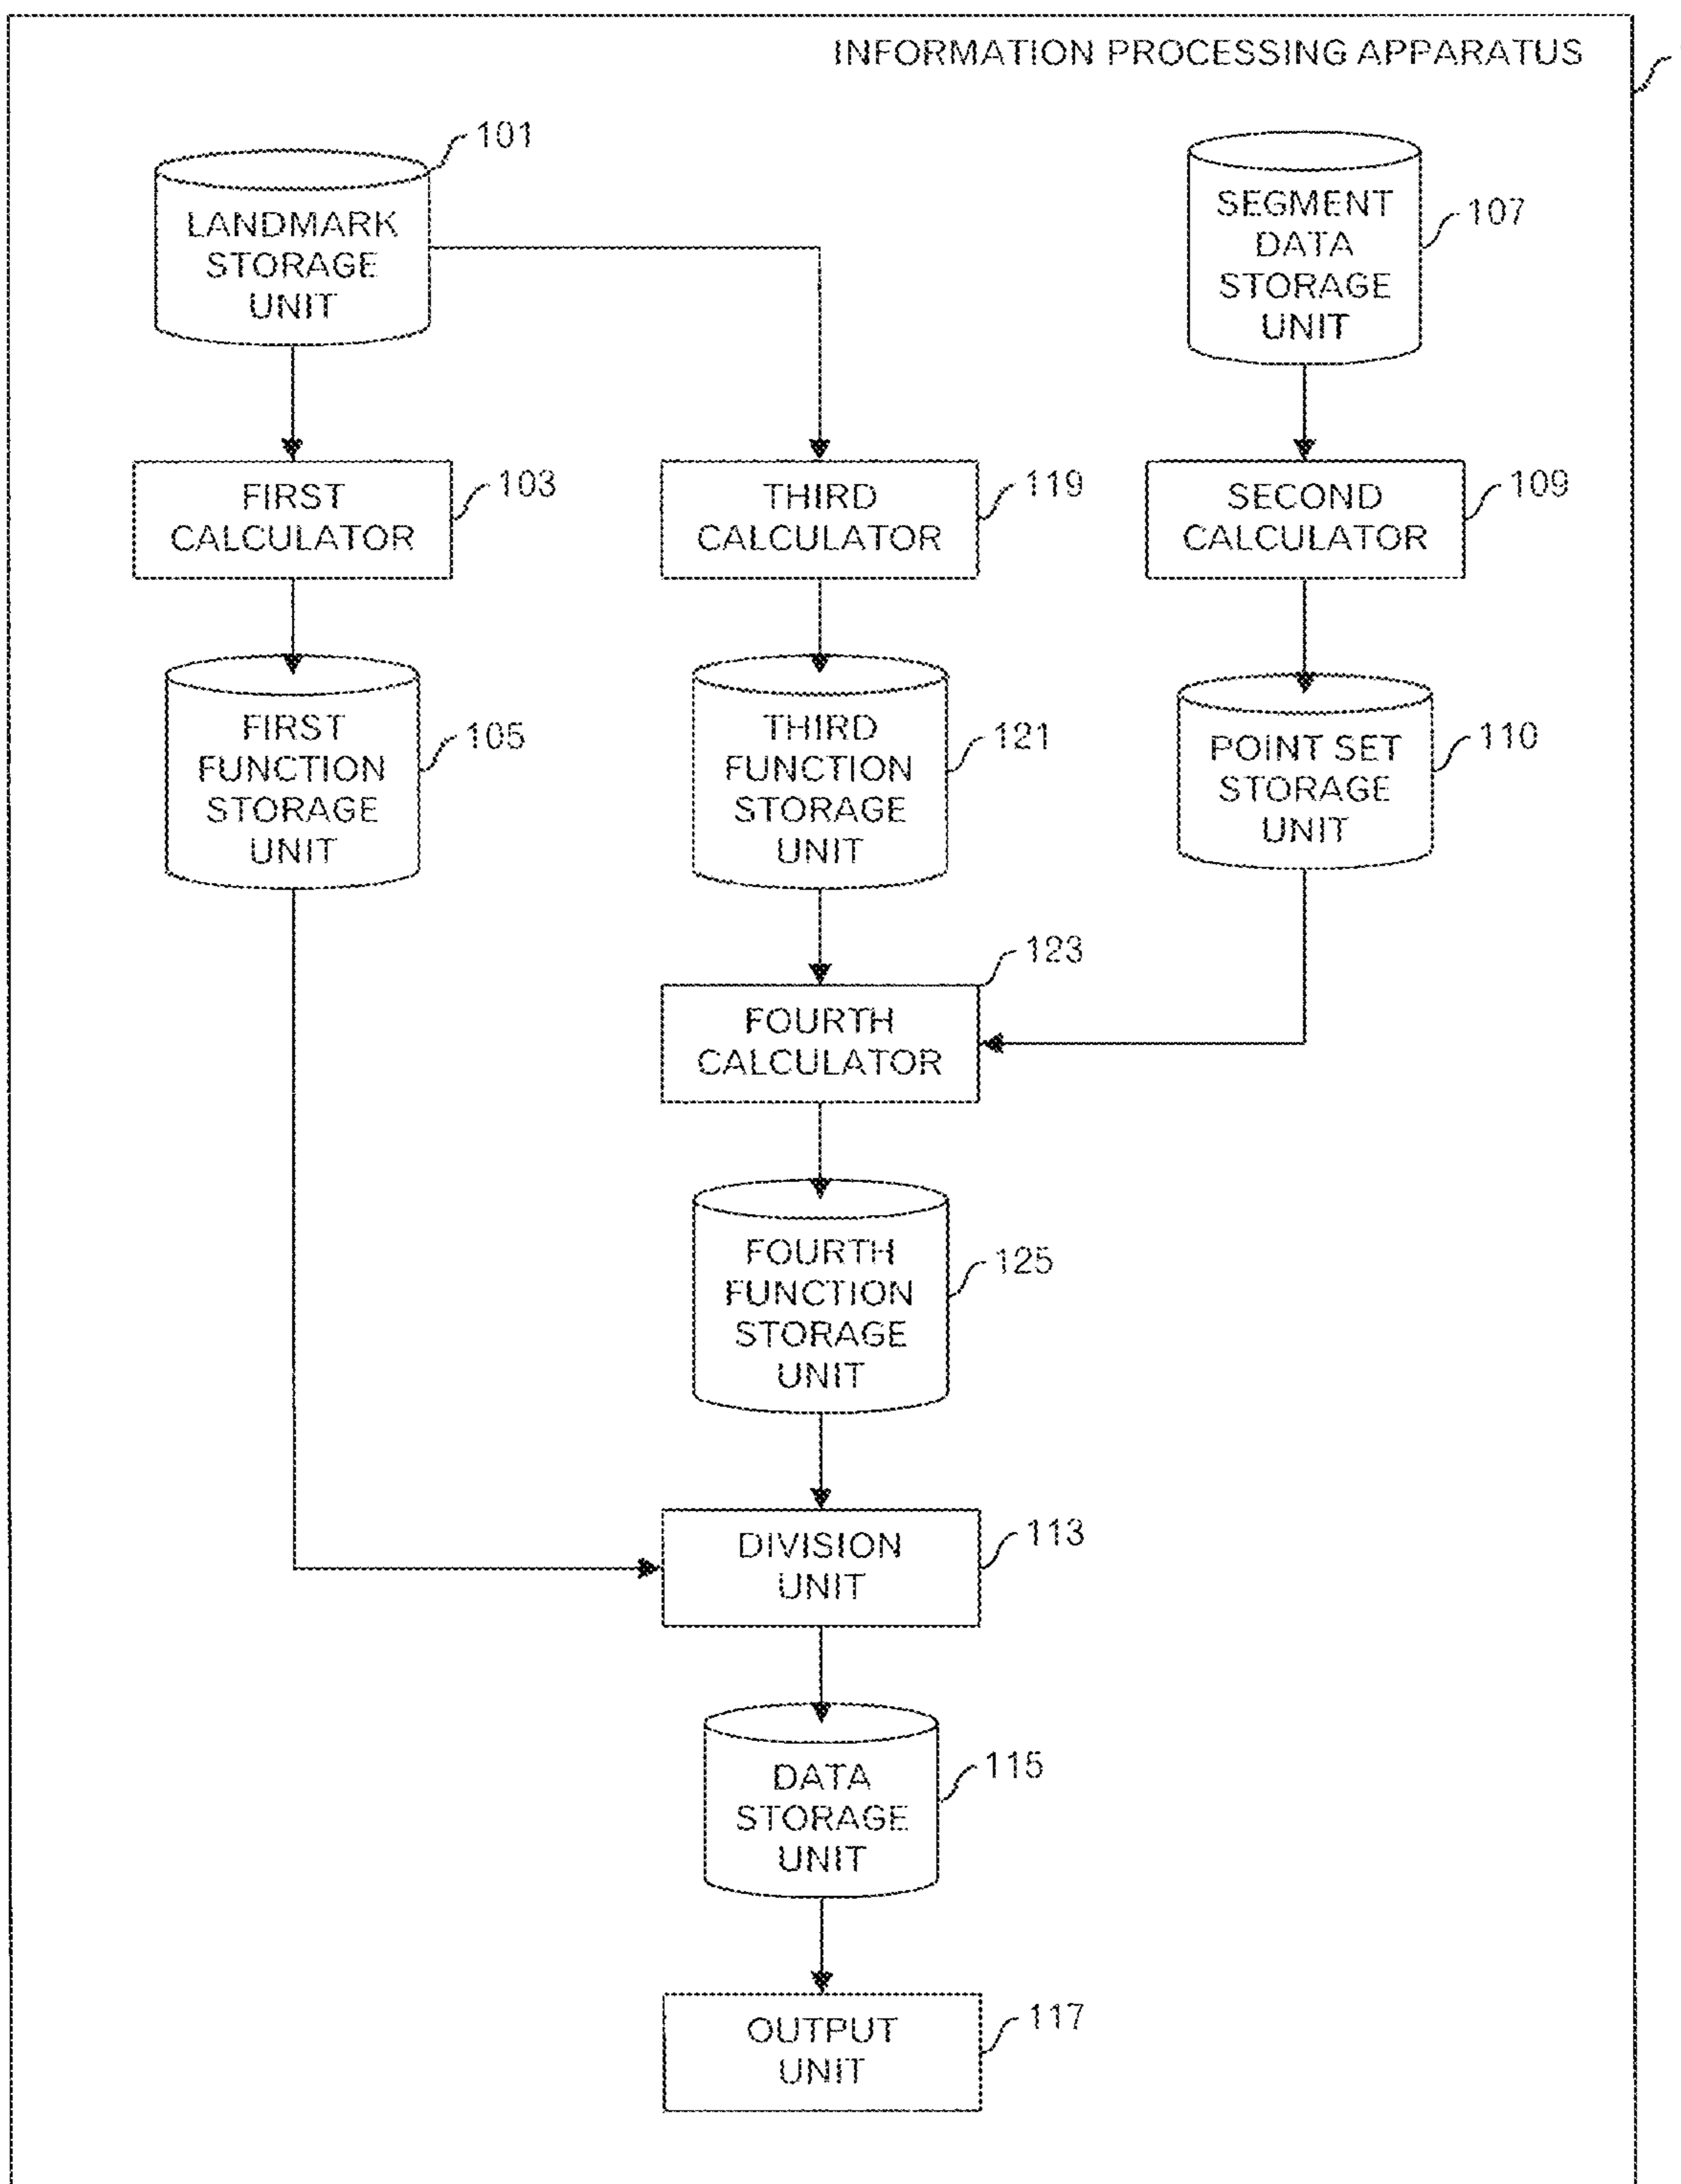 INFORMATION PROCESSING APPARATUS
101
LANDMARK
STORAGE
UNIT
SEGMENT
DATA
STORAGE
UNIT
107
FIRST
CALCULATOR
103
THIRD
CALCULATOR
119
SECOND
CALCULATOR
109
FIRST
FUNCTION
STORAGE
UNIT
105
THIRD
FUNCTION
STORAGE
UNIT
121
POINT SET
STORAGE
UNIT
110
123
FOURTH
CALCULATOR
FOURTH
FUNCTION
STORAGE
UNIT
125
DIVISION
UNIT
113
DATA
STORAGE
UNIT
115
OUTPUT
UNIT
117